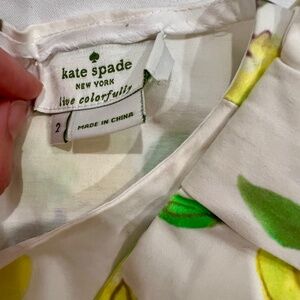 kate spade
NEW YORK
live colorfully
2
MADE IN CHINA